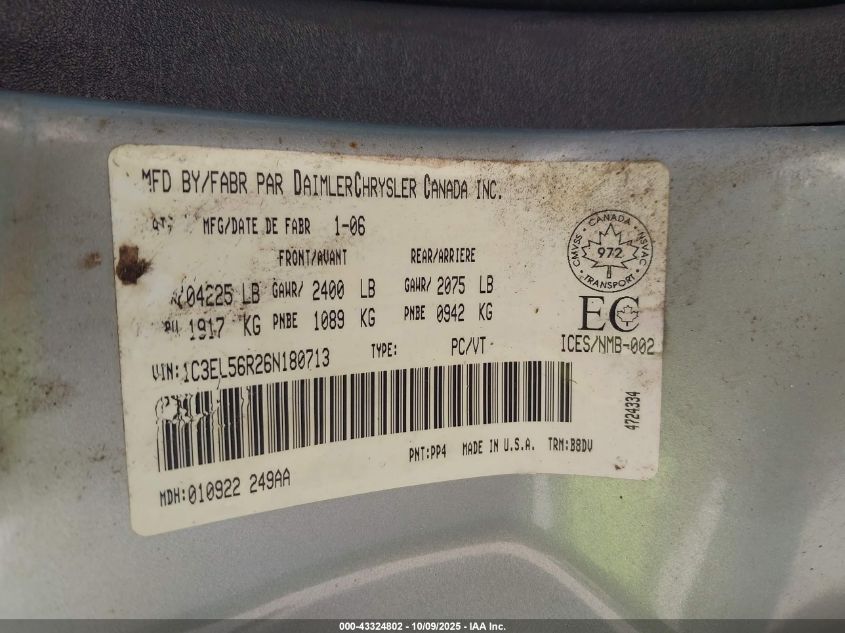 MFD BY/FABR PAR DAIMLERCHRYSLER CANADA INC.
MFG/DATE DE FABR 1-06
FRONT/AVANT REAR/ARRIERE
04225 LB GAWR/ 2400 LB GAWR/ 2075 LB
1917 KG PNBE 1089 KG PNBE 0942 KG
VIN:1C3EL56R26N180713 TYPE: PC/VT
CANADA
CMVSS NSVAC
972
TRANSPORT
EC
ICES/NMB-002
4724334
PNT:PP4 MADE IN U.S.A. TRM:B8DV
MDH:010922 249AA
000-43324802 - 10/09/2025 - IAA Inc.